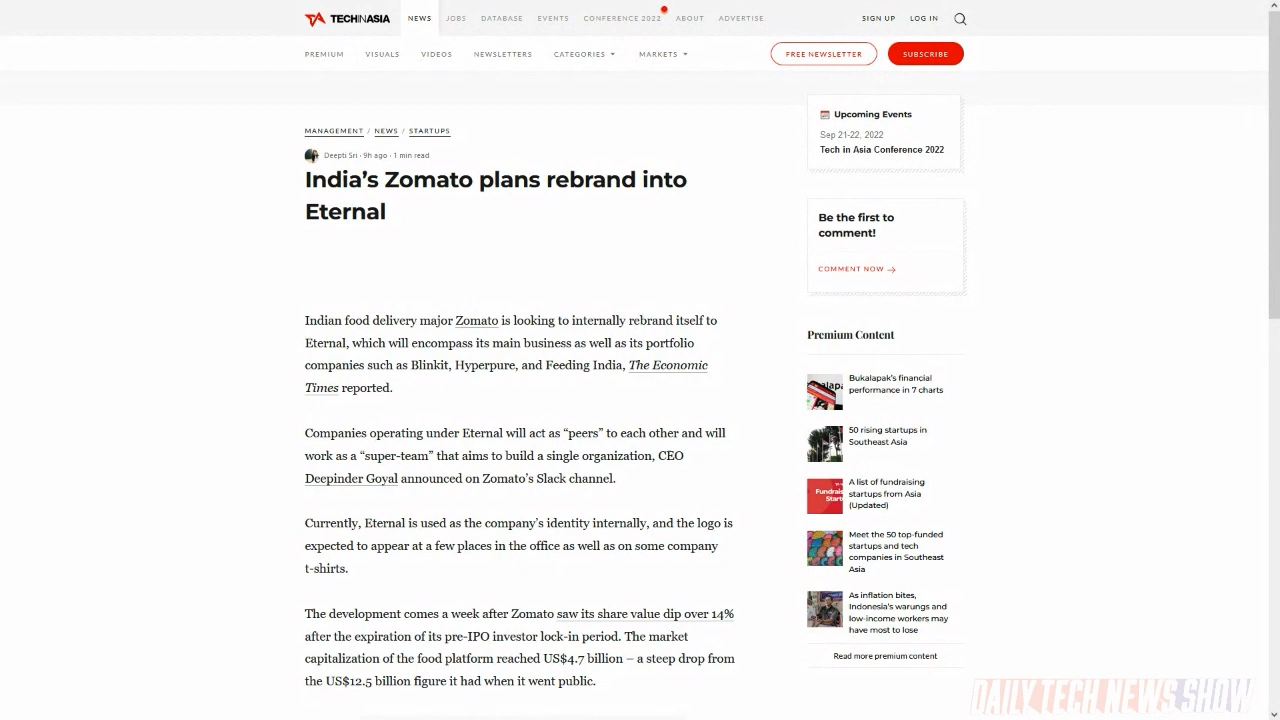 TECHINASIA
NEWS
JOBS
DATABASE
EVENTS
CONFERENCE 2022
ABOUT
ADVERTISE
SIGN UP
LOG IN
PREMIUM
VISUALS
VIDEOS
NEWSLETTERS
CATEGORIES
MARKETS
FREE NEWSLETTER
SUBSCRIBE
MANAGEMENT / NEWS / STARTUPS
Deepti Sri · 9h ago · 1 min read
India's Zomato plans rebrand into
Eternal
Indian food delivery major Zomato is looking to internally rebrand itself to
Eternal, which will encompass its main business as well as its portfolio
companies such as Blinkit, Hyperpure, and Feeding India, The Economic
Times reported.
Companies operating under Eternal will act as “peers” to each other and will
work as a “super-team” that aims to build a single organization, CEO
Deepinder Goyal announced on Zomato's Slack channel.
Currently, Eternal is used as the company's identity internally, and the logo is
expected to appear at a few places in the office as well as on some company
t-shirts.
The development comes a week after Zomato saw its share value dip over 14%
after the expiration of its pre-IPO investor lock-in period. The market
capitalization of the food platform reached US$4.7 billion – a steep drop from
the US$12.5 billion figure it had when it went public.
Upcoming Events
Sep 21-22, 2022
Tech in Asia Conference 2022
Be the first to
comment!
COMMENT NOW
Premium Content
Bukalapak's financial
performance in 7 charts
50 rising startups in
Southeast Asia
A list of fundraising
startups from Asia
(Updated)
Meet the 50 top-funded
startups and tech
companies in Southeast
Asia
As inflation bites,
Indonesia's warungs and
low-income workers may
have most to lose
Read more premium content
DAILY TECH NEWS SHOW